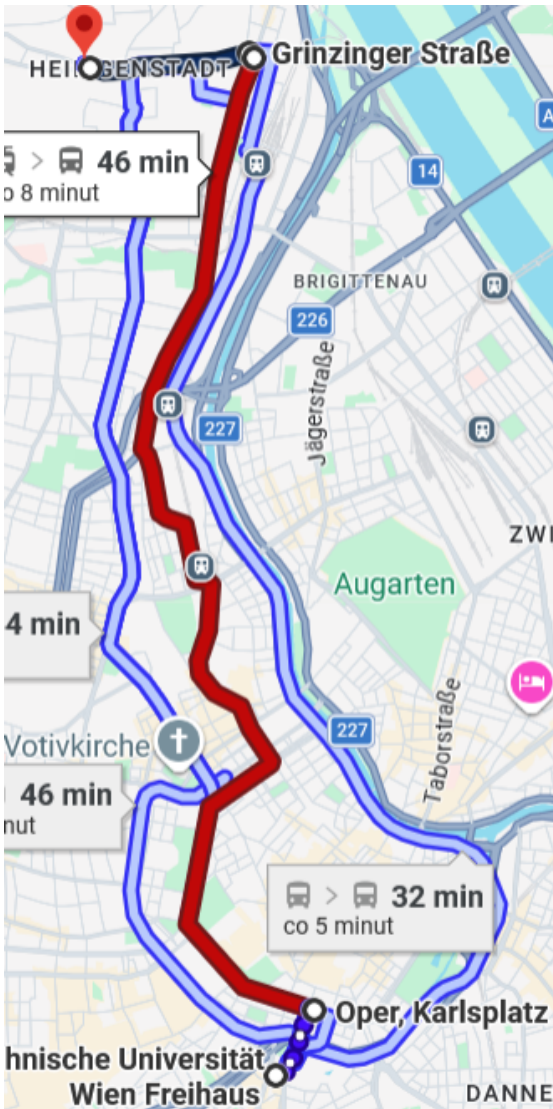 Grinzinger Straße
HEILIGENSTADT
A
> 46 min
o 8 minut
14
BRIGITTENAU
226
Jägerstraße
227
ZWI
Augarten
4 min
Taborstraße
227
Votivkirche
46 min
nut
> 32 min
co 5 minut
Oper, Karlsplatz
hnische Universität
Wien Freihaus
DANNE